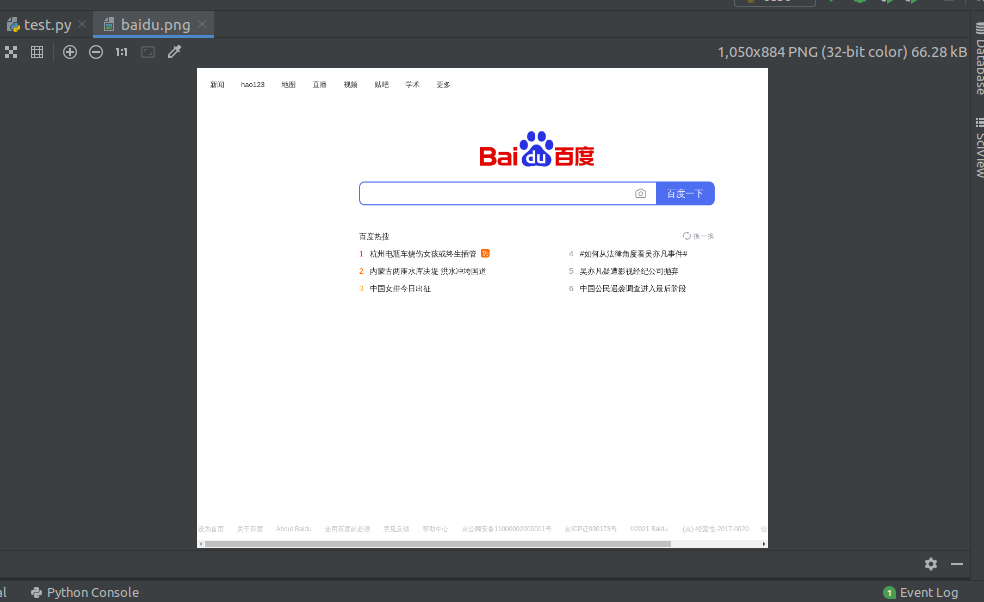 test.py baidu.png
1:1 1,050x884 PNG (32-bit color) 66.28 kB
Database
SciView
新闻 hao123 地图 直播 视频 贴吧 学术 更多
Bai du 百度
百度一下
百度热搜 换一换
1 杭州电瓶车烧伤女孩或终生插管 热 4 #如何从法律角度看吴亦凡事件#
2 内蒙古两座水库决堤 洪水冲垮国道 5 吴亦凡疑遭影视经纪公司抛弃
3 中国女排今日出征 6 中国公民遇袭调查进入最后阶段
设为首页 关于百度 About Baidu 使用百度前必读 意见反馈 帮助中心 京公网安备11000002000001号 京ICP证030173号 ©2021 Baidu (京)-经营性-2017-0020
al Python Console 1 Event Log